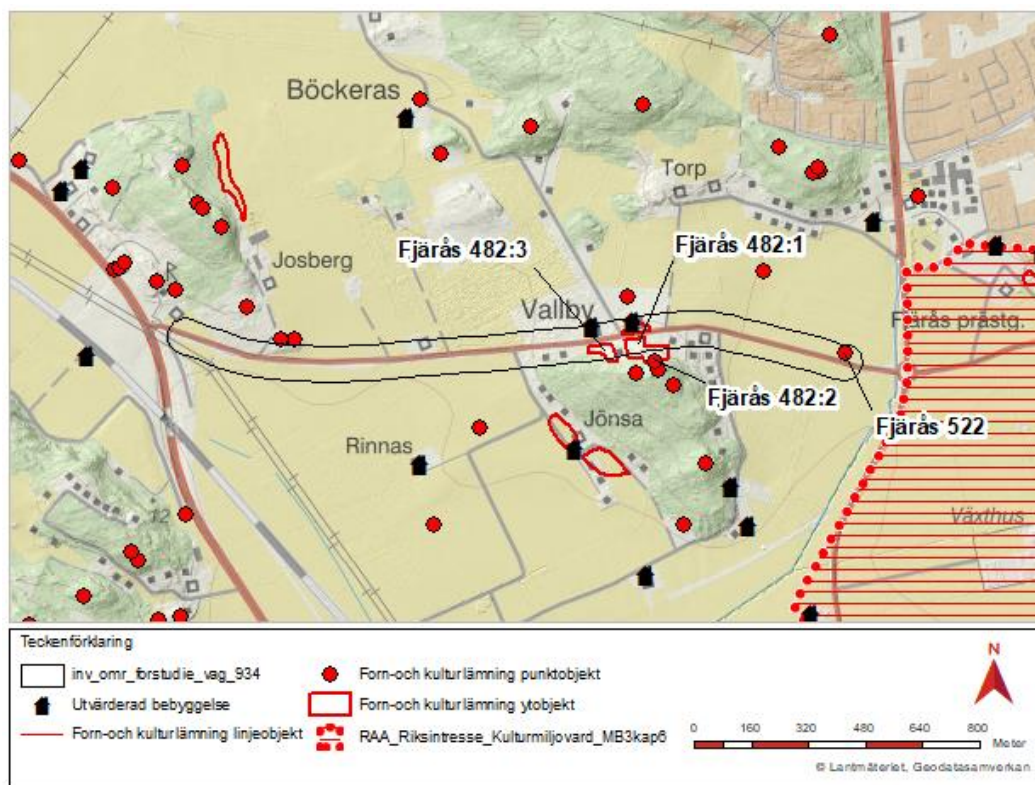 Böckeras
Torp
Fjärås 482:3
Fjärås 482:1
Josberg
Vallby
Fjärås prästg.
Fjärås 482:2
Jönsa
Fjärås 522
Rinnas
12
Växthus
Teckenförklaring
inv_omr_forstudie_vag_934
Utvärderad bebyggelse
Forn-och kulturlämning linjeobjekt
Forn-och kulturlämning punktobjekt
Forn-och kulturlämning ytobjekt
RAA_Riksintresse_Kulturmiljovard_MB3kap6
N
0 160 320 480 640 800
Meter
© Lantmäteriet, Geodatasamverkan